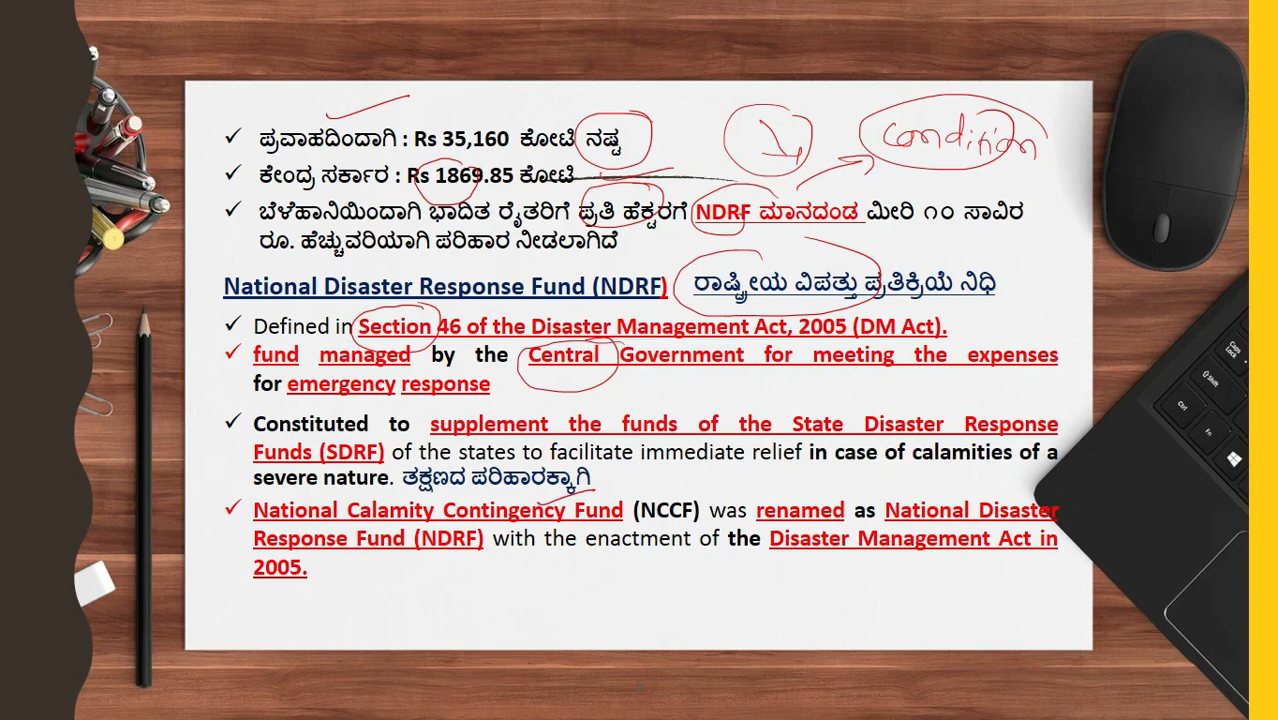 ✓ ಪ್ರವಾಹದಿಂದಾಗಿ : Rs 35,160 ಕೋಟಿ ನಷ್ಟ
condition
✓ ಕೇಂದ್ರ ಸರ್ಕಾರ : Rs 1869.85 ಕೋಟಿ
✓ ಬೆಳೆಹಾನಿಯಿಂದಾಗಿ ಭಾದಿತ ರೈತರಿಗೆ ಪ್ರತಿ ಹೆಕ್ಟರಗೆ NDRF ಮಾನದಂಡ ಮೀರಿ ೧೦ ಸಾವಿರ
ರೂ. ಹೆಚ್ಚುವರಿಯಾಗಿ ಪರಿಹಾರ ನೀಡಲಾಗಿದೆ
National Disaster Response Fund (NDRF) ರಾಷ್ಟ್ರೀಯ ವಿಪತ್ತು ಪ್ರತಿಕ್ರಿಯೆ ನಿಧಿ
✓ Defined in Section 46 of the Disaster Management Act, 2005 (DM Act).
✓ fund managed by the Central Government for meeting the expenses
for emergency response
✓ Constituted to supplement the funds of the State Disaster Response
Funds (SDRF) of the states to facilitate immediate relief in case of calamities of a
severe nature. ತಕ್ಷಣದ ಪರಿಹಾರಕ್ಕಾಗಿ
✓ National Calamity Contingency Fund (NCCF) was renamed as National Disaster
Response Fund (NDRF) with the enactment of the Disaster Management Act in
2005.
Caps Lock
Shift
Ctrl
Fn